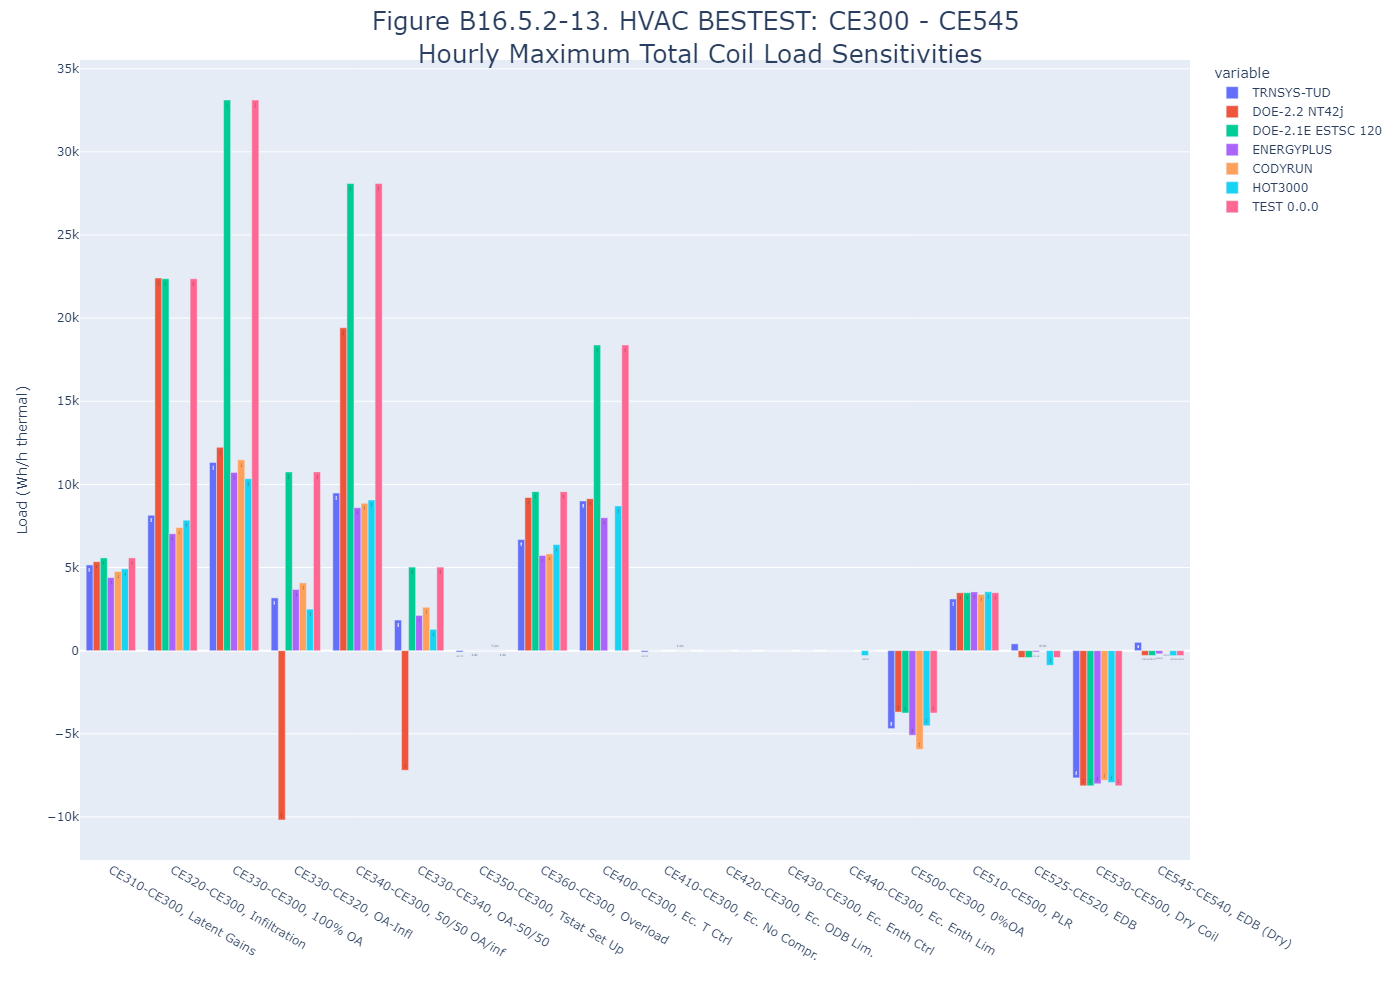 Figure B16.5.2-13. HVAC BESTEST: CE300 - CE545
Hourly Maximum Total Coil Load Sensitivities
variable
TRNSYS-TUD
DOE-2.2 NT42j
DOE-2.1E ESTSC 120
ENERGYPLUS
CODYRUN
HOT3000
TEST 0.0.0
Load (Wh/h thermal)
35k
30k
25k
20k
15k
10k
5k
0
−5k
−10k
CE310-CE300, Latent Gains
CE320-CE300, Infiltration
CE330-CE300, 100% OA
CE330-CE320, OA-Infl
CE340-CE300, 50/50 OA/inf
CE330-CE340, OA-50/50
CE350-CE300, Tstat Set Up
CE360-CE300, Overload
CE400-CE300, Ec. T Ctrl
CE410-CE300, Ec. No Compr.
CE420-CE300, Ec. ODB Lim.
CE430-CE300, Ec. Enth Ctrl
CE440-CE300, Ec. Enth Lim
CE500-CE300, 0%OA
CE510-CE500, PLR
CE525-CE520, EDB
CE530-CE500, Dry Coil
CE545-CE540, EDB (Dry)